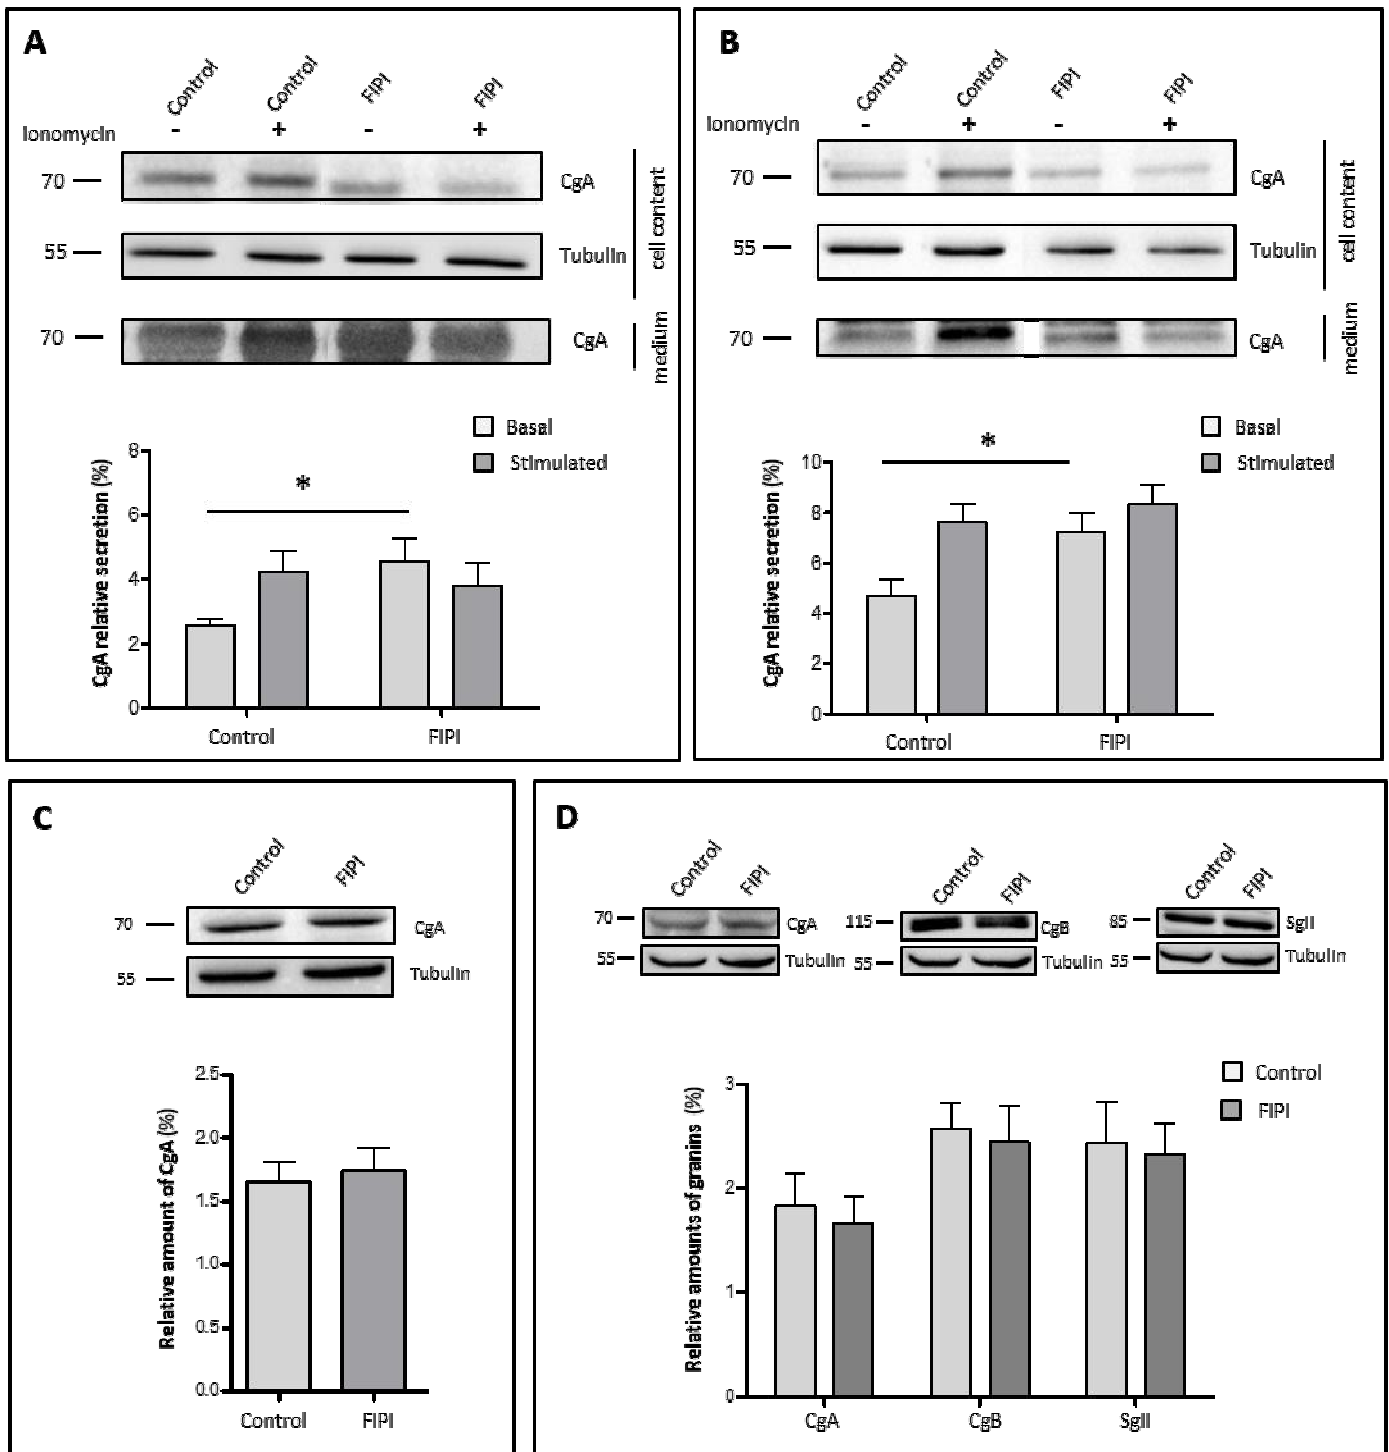 A
Control Control FIPI FIPI
Ionomycin - + - +
70 CgA
55 Tubulin
cell content
70 CgA
medium
Basal
Stimulated
CgA relative secretion (%)
8
6
4
2
0
*
Control FIPI
B
Control Control FIPI FIPI
Ionomycin - + - +
70 CgA
55 Tubulin
cell content
70 CgA
medium
Basal
Stimulated
CgA relative secretion (%)
10
8
6
4
2
0
*
Control FIPI
C
Control FIPI
70 CgA
55 Tubulin
Relative amount of CgA (%)
2.5
2.0
1.5
1.0
0.5
0.0
Control FIPI
D
Control FIPI Control FIPI Control FIPI
70 CgA 115 CgB 85 SgII
55 Tubulin 55 Tubulin 55 Tubulin
Control
FIPI
Relative amounts of granins (%)
3
2
1
0
CgA CgB SgII